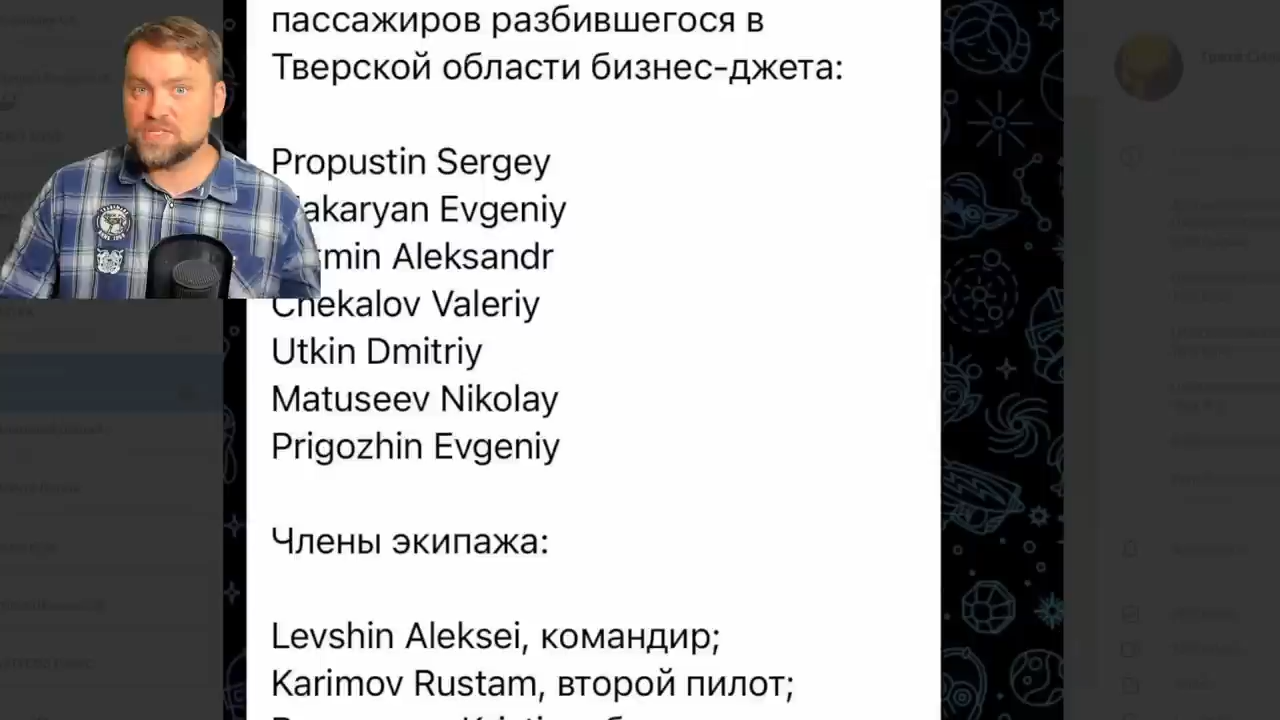 пассажиров разбившегося в
Тверской области бизнес-джета:
Propustin Sergey
akaryan Evgeniy
min Aleksandr
Chekalov Valeriy
Utkin Dmitriy
Matuseev Nikolay
Prigozhin Evgeniy
Члены экипажа:
Levshin Aleksei, командир;
Karimov Rustam, второй пилот;